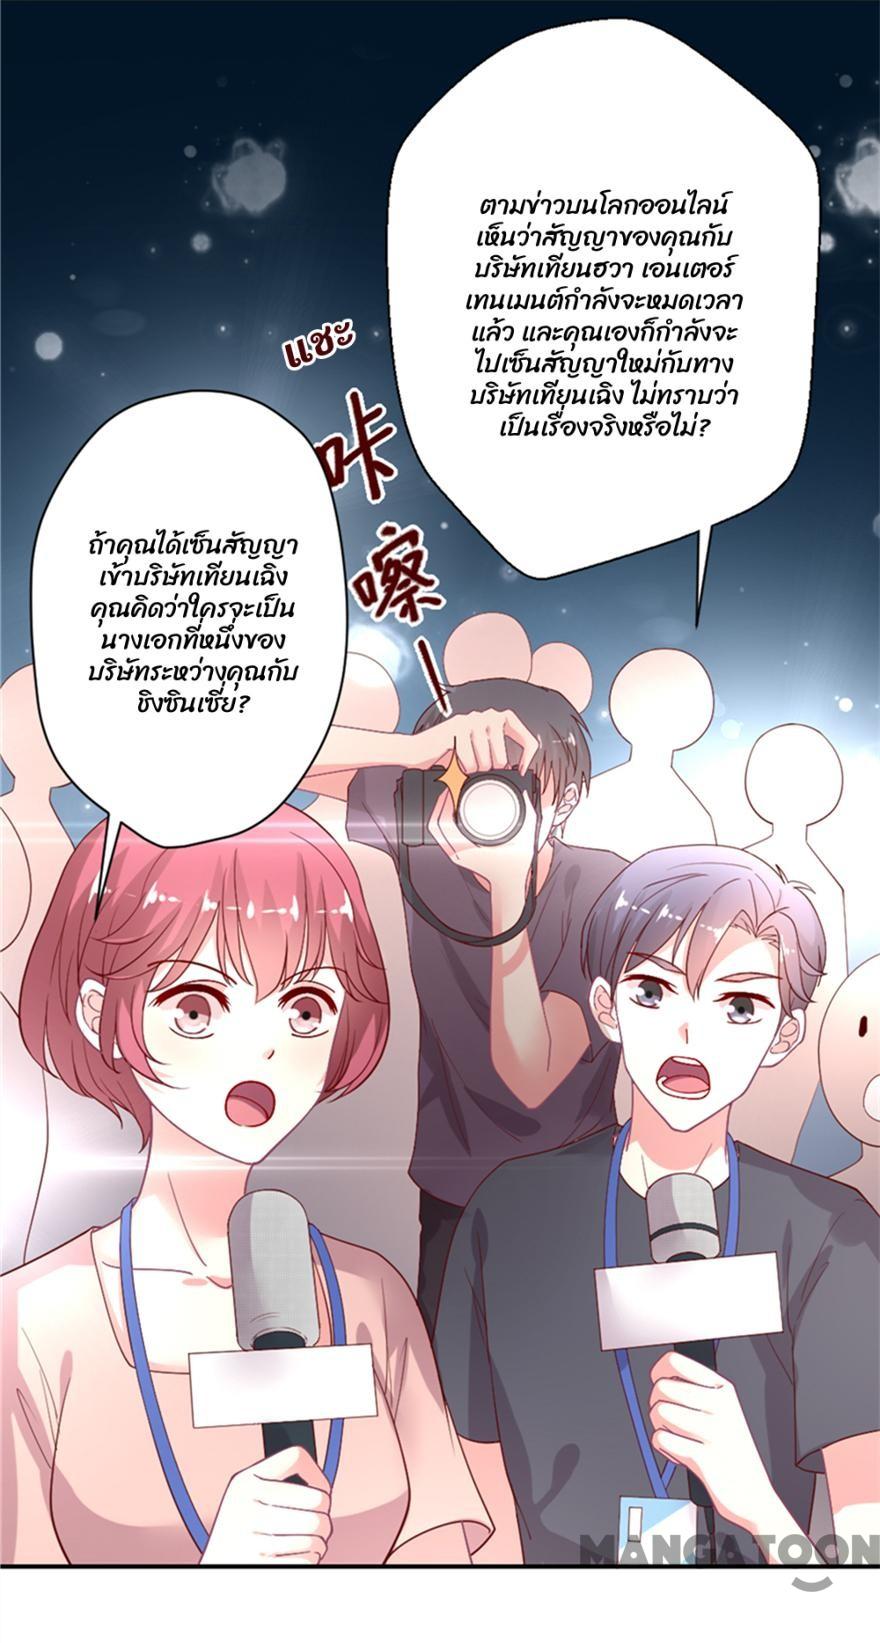 ตามข่าวบนโลกออนไลน์
เห็นว่าสัญญาของคุณกับ
บริษัทเทียนฮวา เอนเตอร์
เทนเมนต์กำลังจะหมดเวลา
แล้ว และคุณเองก็กำลังจะ
ไปเซ็นสัญญาใหม่กับทาง
บริษัทเทียนเฉิง ไม่ทราบว่า
เป็นเรื่องจริงหรือไม่?
แชะ
咔
嚓
ถ้าคุณได้เซ็นสัญญา
เข้าบริษัทเทียนเฉิง
คุณคิดว่าใครจะเป็น
นางเอกที่หนึ่งของ
บริษัทระหว่างคุณกับ
ชิงซินเซี่ย?
MANGATOON